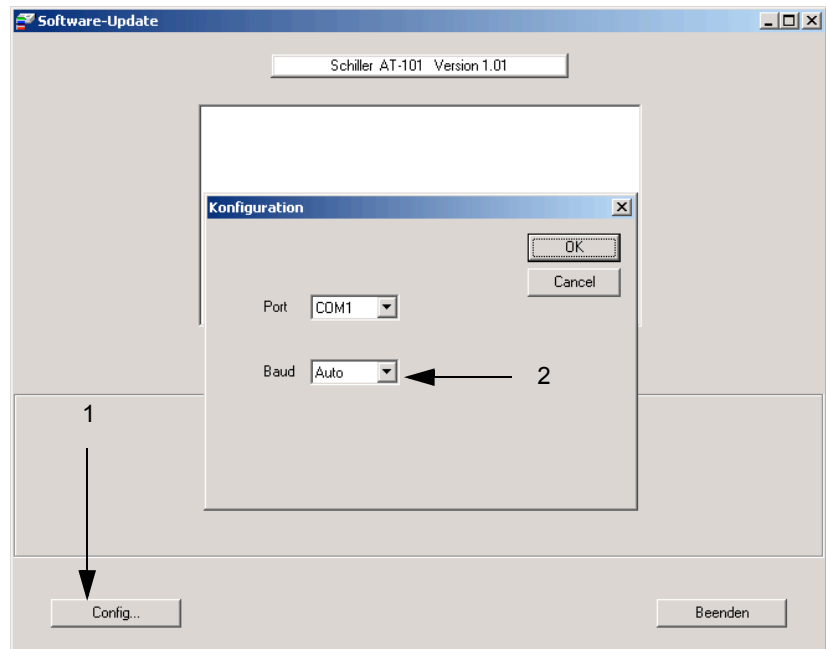 Software-Update
Schiller AT-101 Version 1.01
Konfiguration
OK
Cancel
Port COM1
Baud Auto
2
1
Config...
Beenden